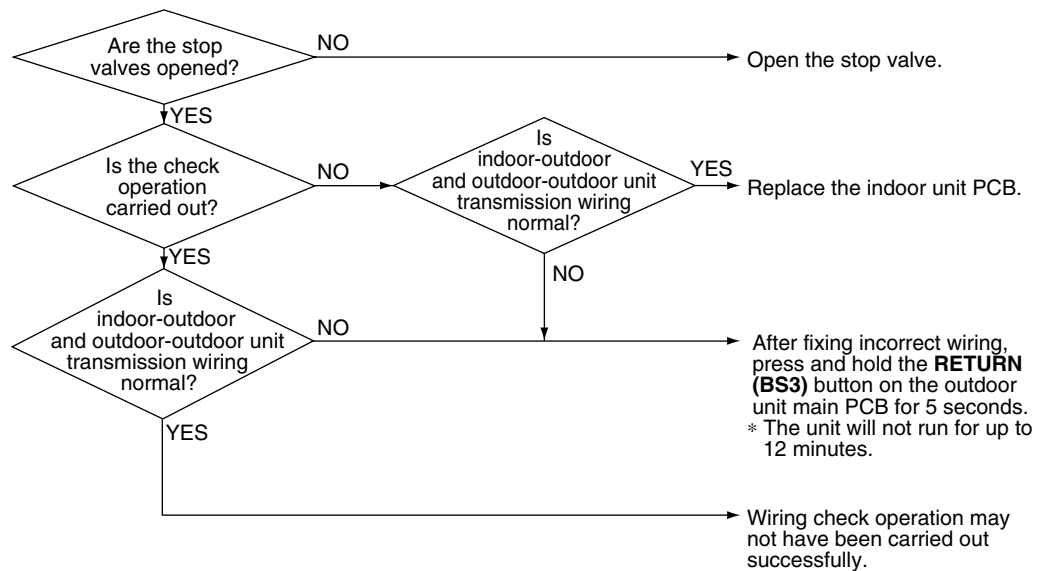 Are the stop
valves opened?
NO
Open the stop valve.
YES
Is the check
operation
carried out?
NO
Is
indoor-outdoor
and outdoor-outdoor unit
transmission wiring
normal?
YES
Replace the indoor unit PCB.
YES
NO
Is
indoor-outdoor
and outdoor-outdoor unit
transmission wiring
normal?
NO
After fixing incorrect wiring,
press and hold the RETURN
(BS3) button on the outdoor
unit main PCB for 5 seconds.
* The unit will not run for up to
12 minutes.
YES
Wiring check operation may
not have been carried out
successfully.